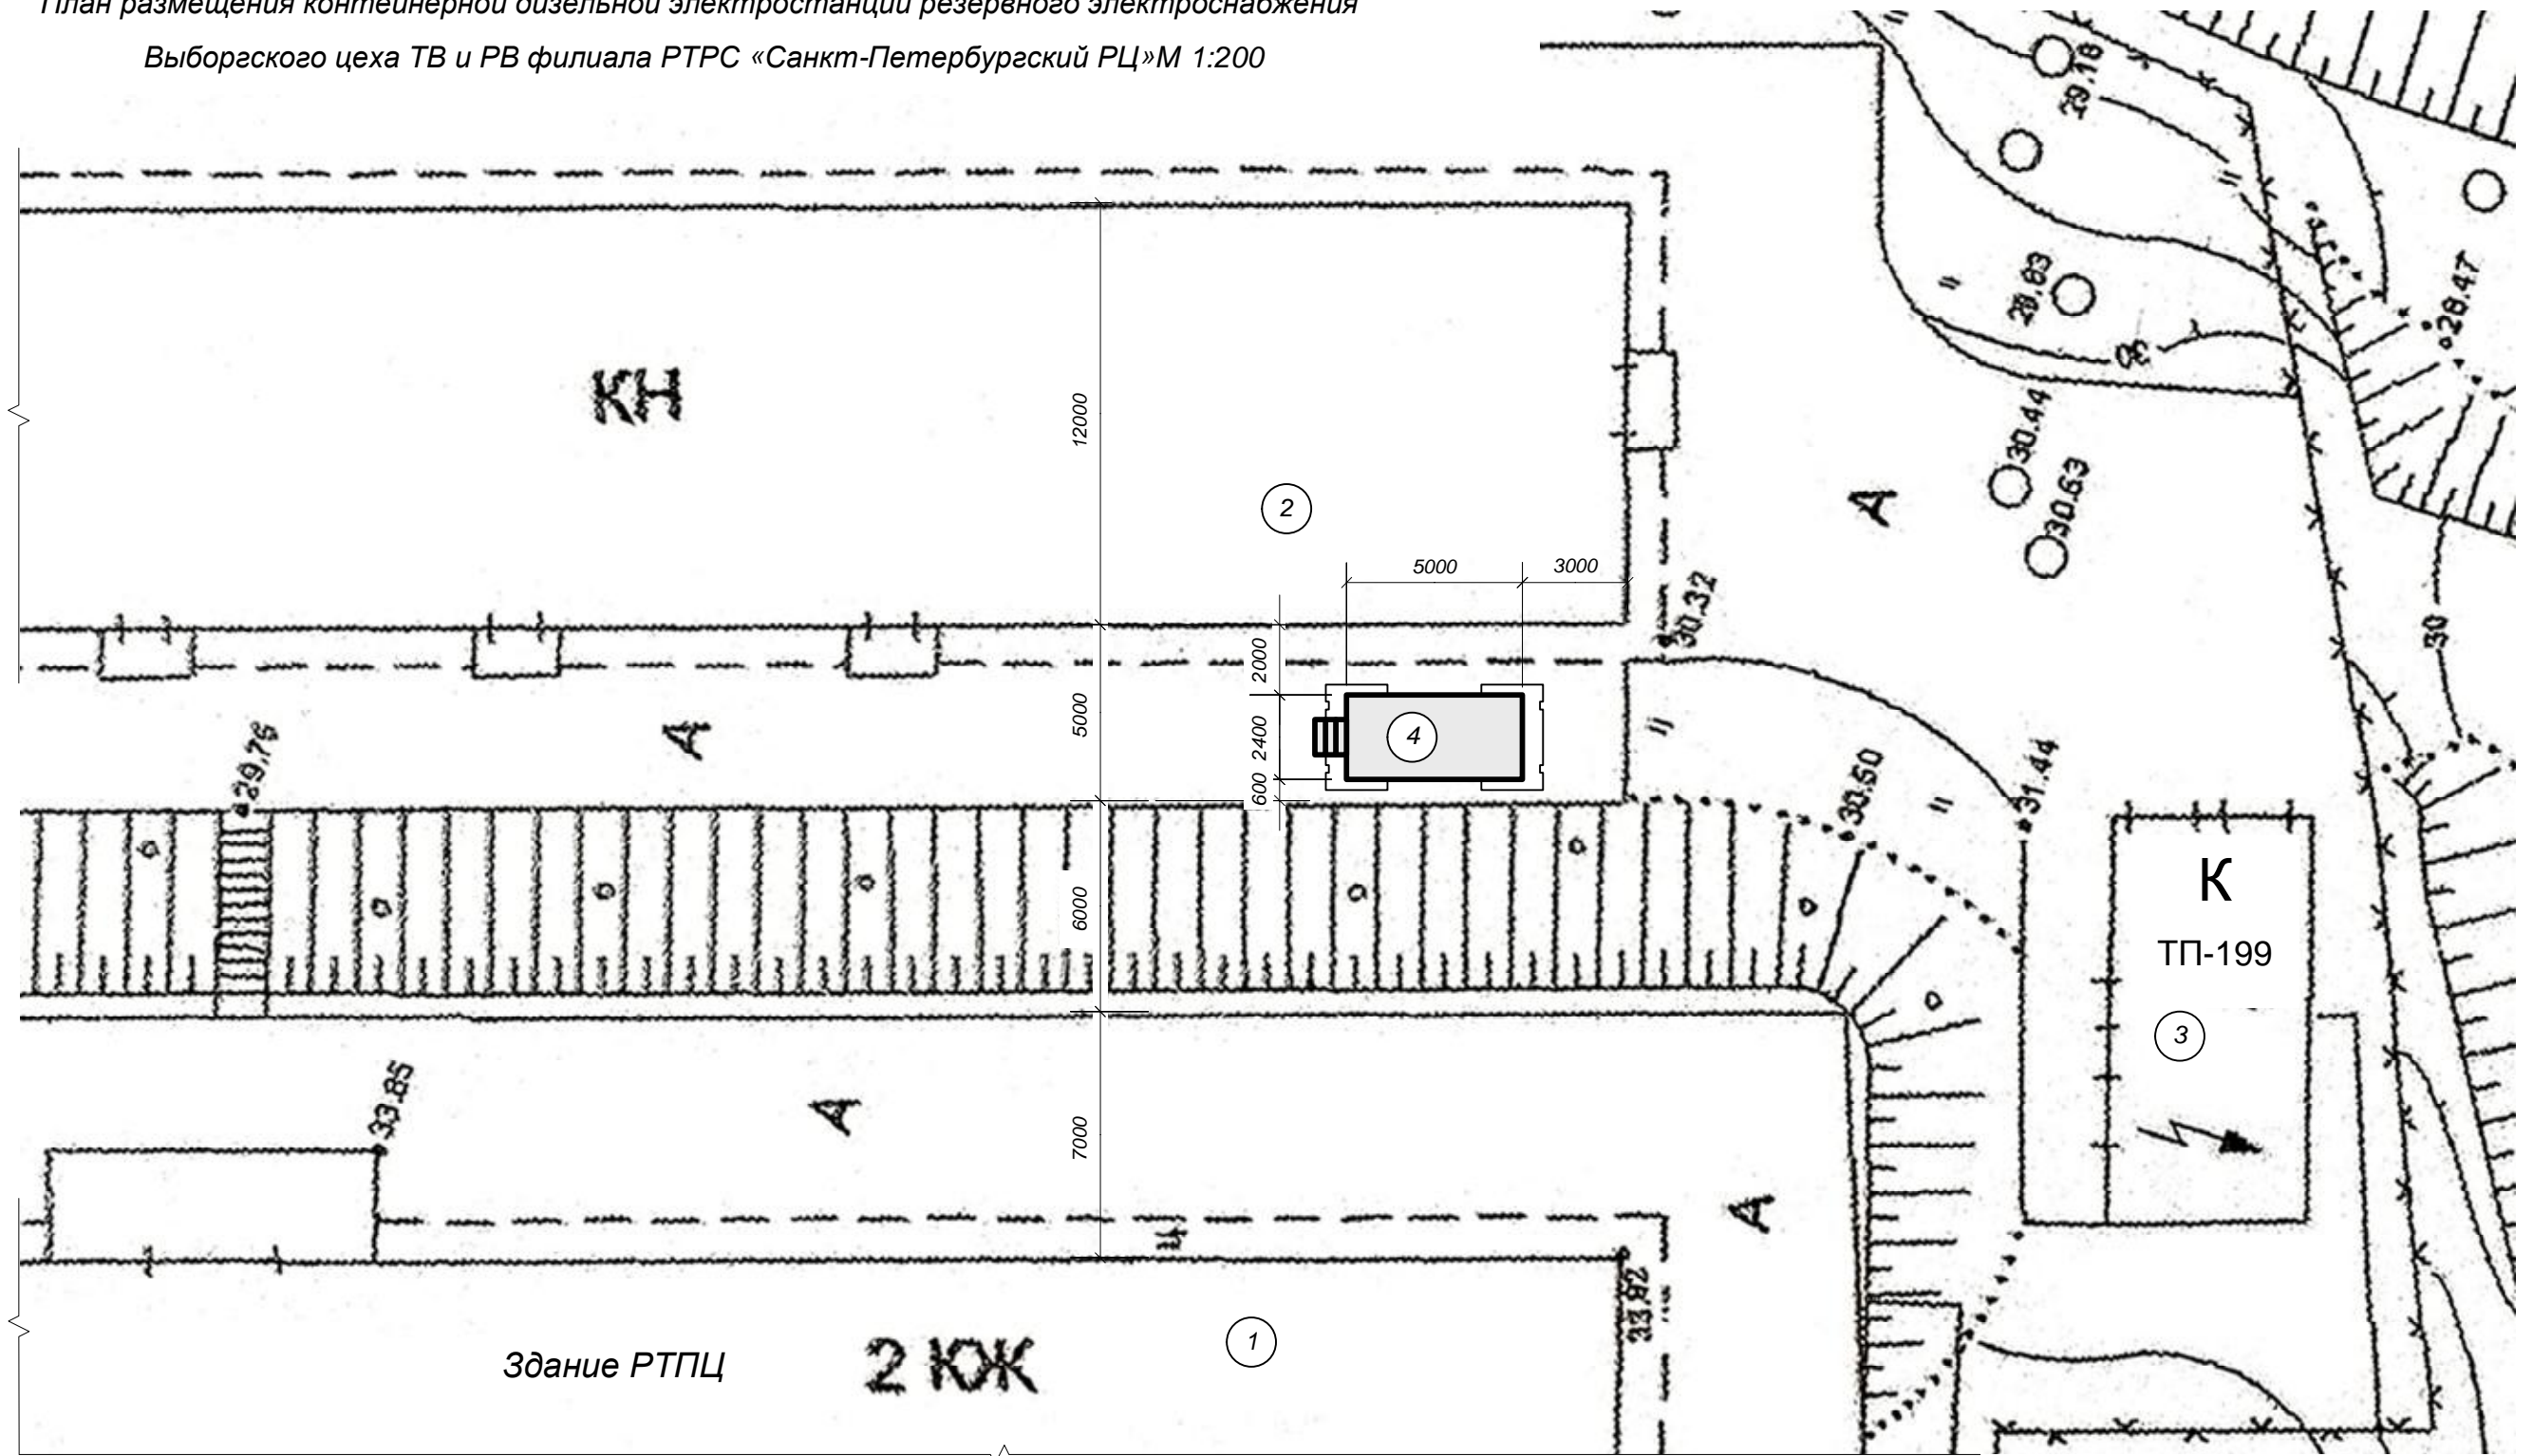 План размещения контейнерной дизельной электростанции резервного электроснабжения
Выборгского цеха ТВ и РВ филиала РТРС «Санкт-Петербургский РЦ»М 1:200
29.18
28.47
30
КН
12000
30.44
А
30.63
2
5000
3000
30.32
30
2000
5000
А
2400
4
600
29.76
30.50
31.44
К
ТП-199
6000
3
33.85
А
7000
А
Ц
33.92
1
Здание РТПЦ
2 КЖ